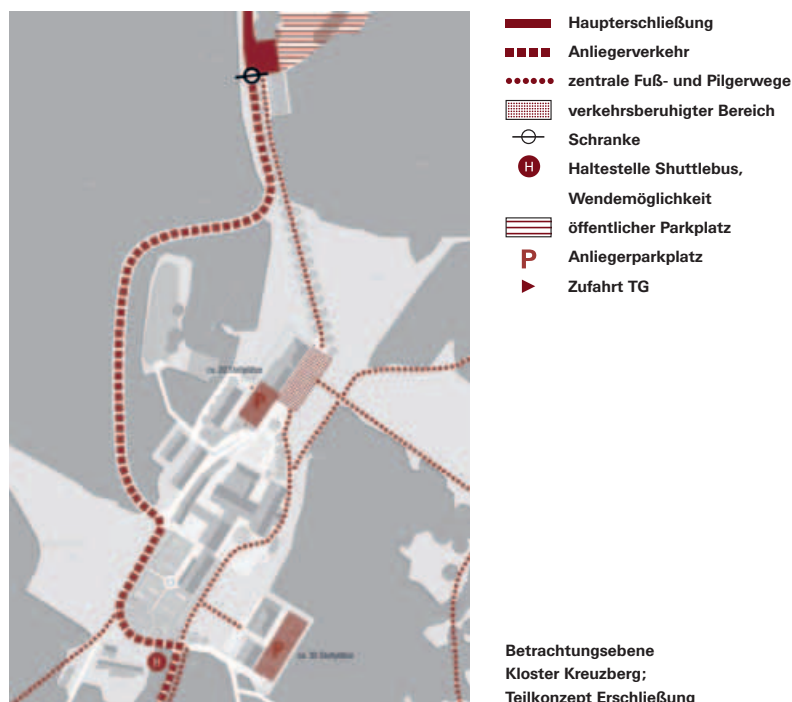 Haupterschließung
Anliegerverkehr
zentrale Fuß- und Pilgerwege
verkehrsberuhigter Bereich
Schranke
H
Haltestelle Shuttlebus,
Wendemöglichkeit
öffentlicher Parkplatz
P
Anliegerparkplatz
Zufahrt TG
P
P
H
Betrachtungsebene
Kloster Kreuzberg;
Teilkonzept Erschließung